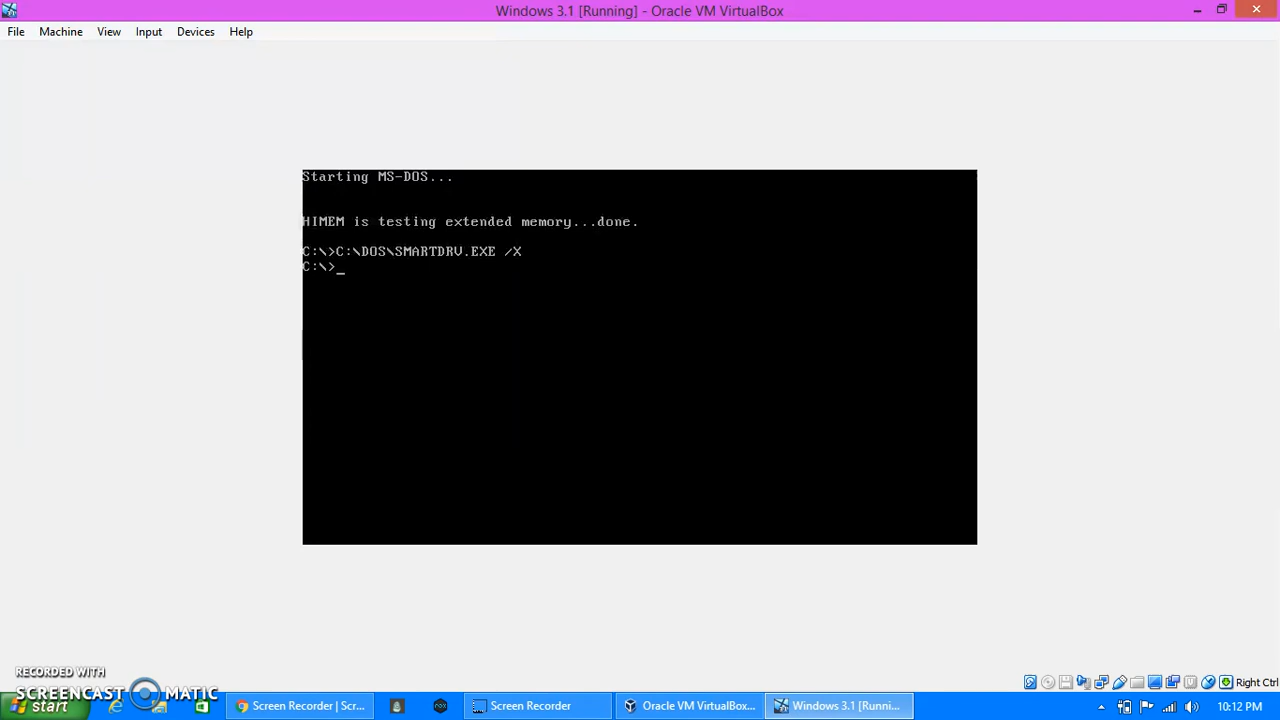 Windows 3.1 [Running] - Oracle VM VirtualBox
File Machine View Input Devices Help
Starting MS-DOS...
HIMEM is testing extended memory...done.
C:\>C:\DOS\SMARTDRV.EXE /X
C:\>_
Right Ctrl
RECORDED WITH
SCREENCAST MATIC
start
Screen Recorder | Scr...
Screen Recorder
Oracle VM VirtualBox...
Windows 3.1 [Runni...
10:12 PM